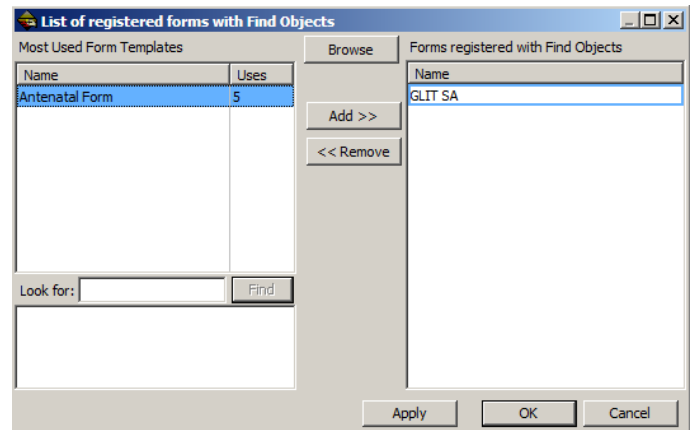 List of registered forms with Find Objects
Most Used Form Templates
Name Uses
Antenatal Form 5
Look for:
Find
Browse
Add >>
<< Remove
Forms registered with Find Objects
Name
GLIT SA
Apply OK Cancel